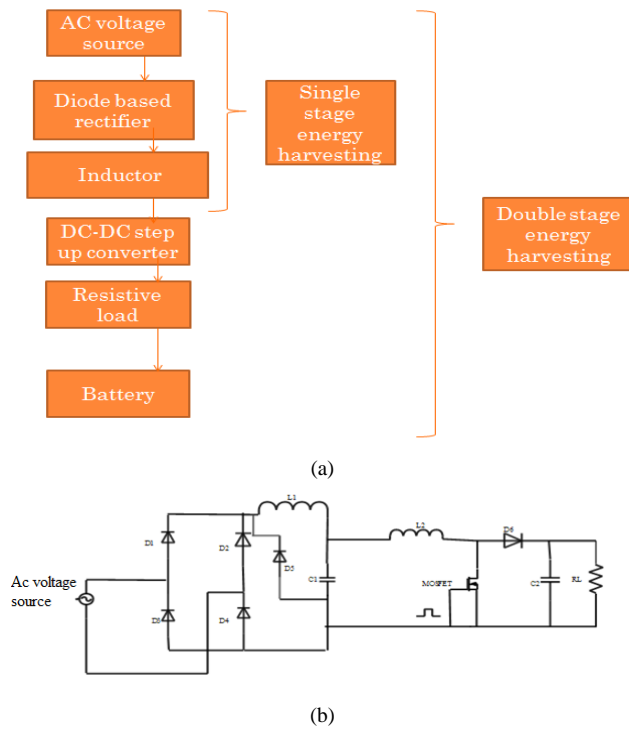 AC voltage
source
Diode based
rectifier
Inductor
DC-DC step
up converter
Resistive
load
Battery
Single
stage
energy
harvesting
Double stage
energy
harvesting
(a)
L1
D1
D2
D5
C1
L2
D6
MOSFET
C2
RL
Ac voltage
source
D3
D4
(b)